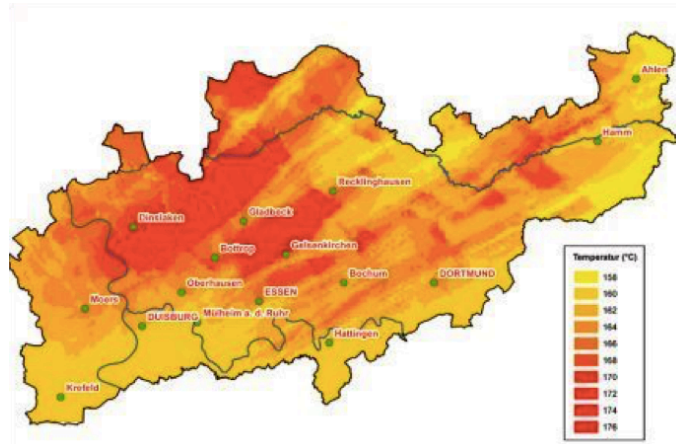 Ahlen
Hamm
Recklinghausen
Gladbeck
Dinslaken
Gelsenkirchen
Bottrop
Bochum
DORTMUND
Oberhausen
ESSEN
Moers
Mülheim a. d. Ruhr
DUISBURG
Hattingen
Krefeld
Temperatur (°C)
158
160
162
164
166
168
170
172
174
176